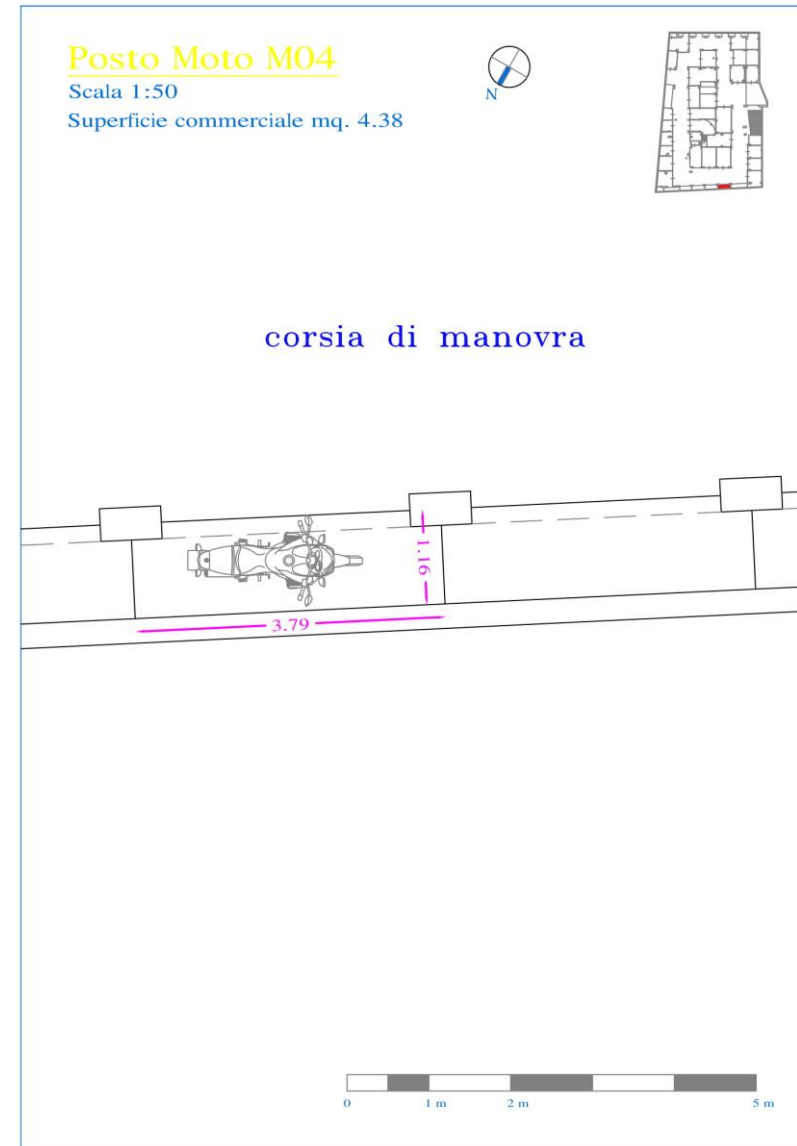 Posto Moto M04
Scala 1:50
Superficie commerciale mq. 4.38
N
corsia di manovra
1.16
3.79
0 1 m 2 m 5 m